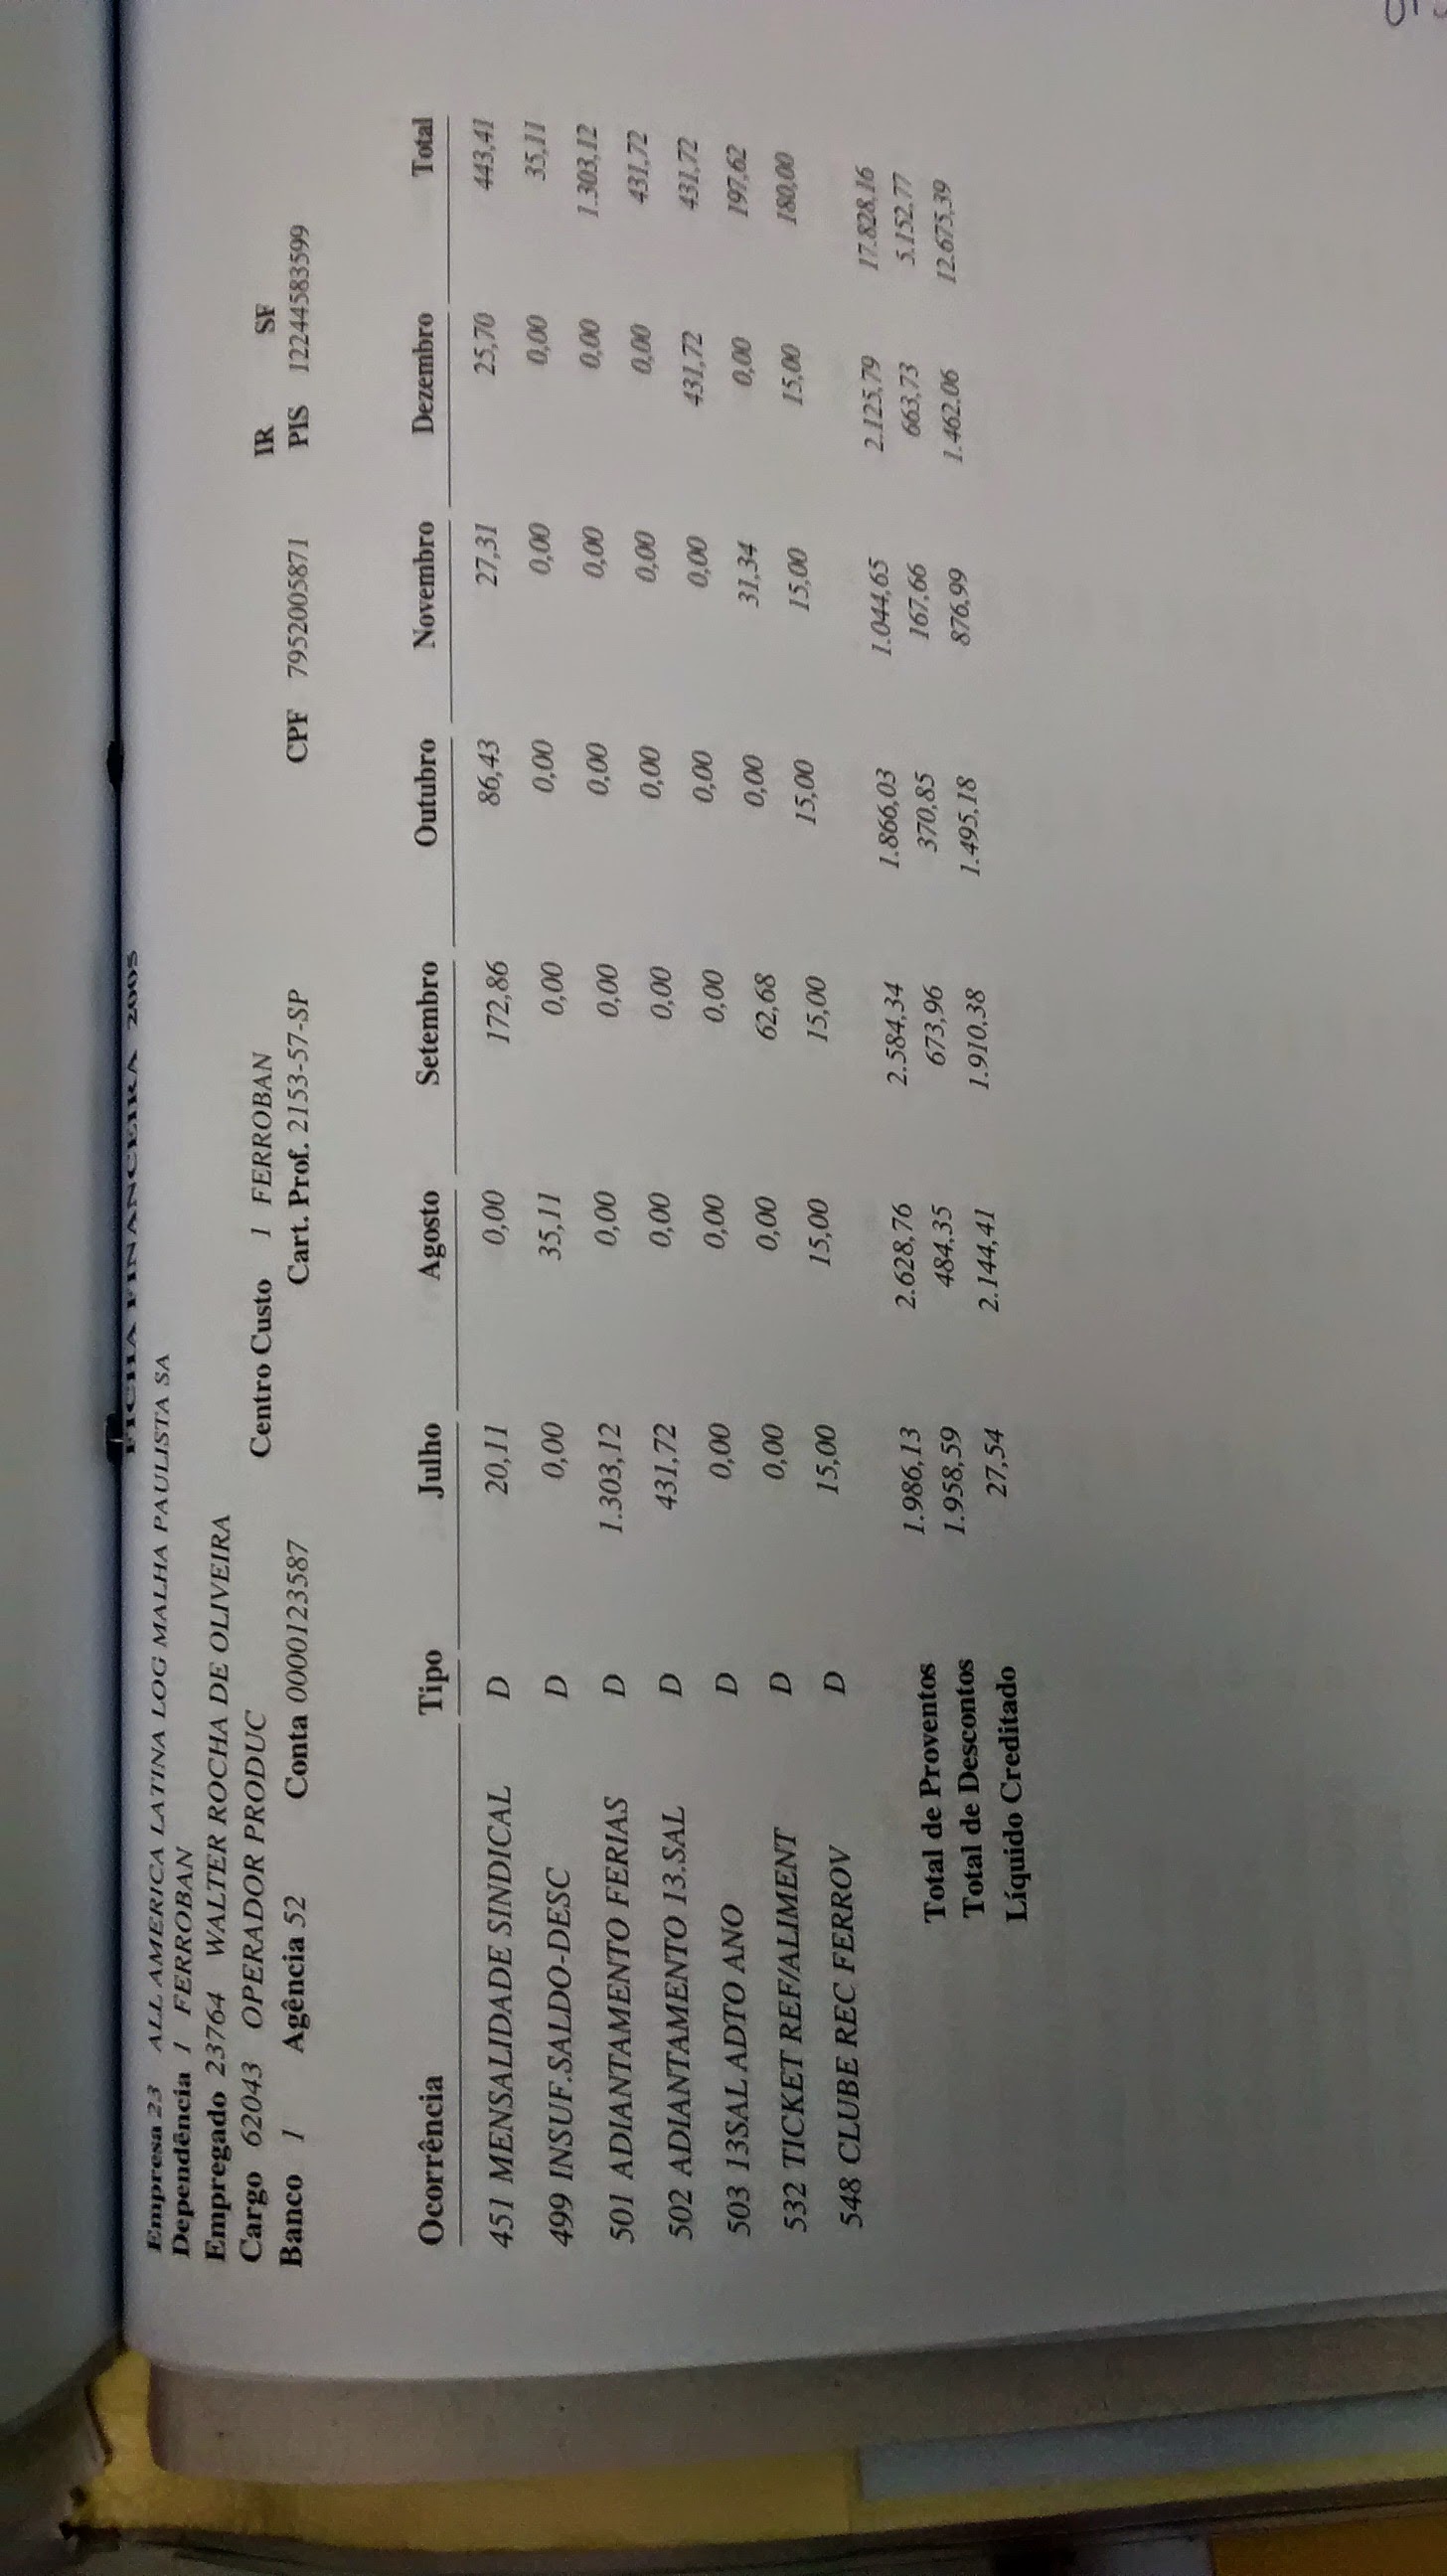 FICHA FINANCEIRA 2005
Empresa 23 ALL AMERICA LATINA LOG MALHA PAULISTA SA
Dependência 1 FERROBAN
Empregado 23764 WALTER ROCHA DE OLIVEIRA
Cargo 62043 OPERADOR PRODUC Centro Custo 1 FERROBAN IR SF
Banco 1 Agência 52 Conta 0000123587 Cart. Prof. 2153-57-SP CPF 7952005871 PIS 12244583599
Ocorrência Tipo Julho Agosto Setembro Outubro Novembro Dezembro Total
451 MENSALIDADE SINDICAL D 20,11 0,00 172,86 86,43 27,31 25,70 443,41
499 INSUF.SALDO-DESC D 0,00 35,11 0,00 0,00 0,00 0,00 35,11
501 ADIANTAMENTO FERIAS D 1.303,12 0,00 0,00 0,00 0,00 0,00 1.303,12
502 ADIANTAMENTO 13.SAL D 431,72 0,00 0,00 0,00 0,00 0,00 431,72
503 13SAL ADTO ANO D 0,00 0,00 0,00 0,00 0,00 431,72 431,72
532 TICKET REF/ALIMENT D 0,00 0,00 62,68 0,00 31,34 0,00 197,62
548 CLUBE REC FERROV D 15,00 15,00 15,00 15,00 15,00 15,00 180,00
Total de Proventos 1.986,13 2.628,76 2.584,34 1.866,03 1.044,65 2.125,79 17.828,16
Total de Descontos 1.958,59 484,35 673,96 370,85 167,66 663,73 5.152,77
Líquido Creditado 27,54 2.144,41 1.910,38 1.495,18 876,99 1.462,06 12.675,39